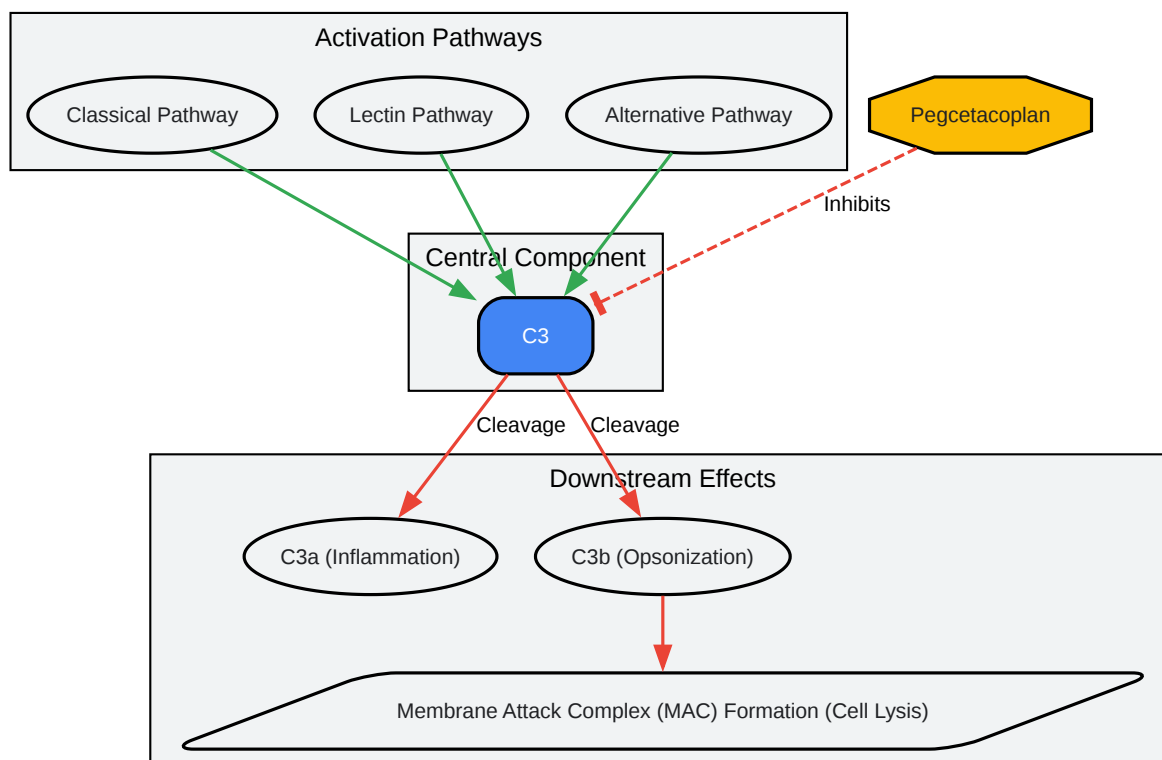 Activation Pathways
Classical Pathway
Lectin Pathway
Alternative Pathway
Pegcetacoplan
Inhibits
Central Component
C3
Cleavage
Cleavage
Downstream Effects
C3a (Inflammation)
C3b (Opsonization)
Membrane Attack Complex (MAC) Formation (Cell Lysis)